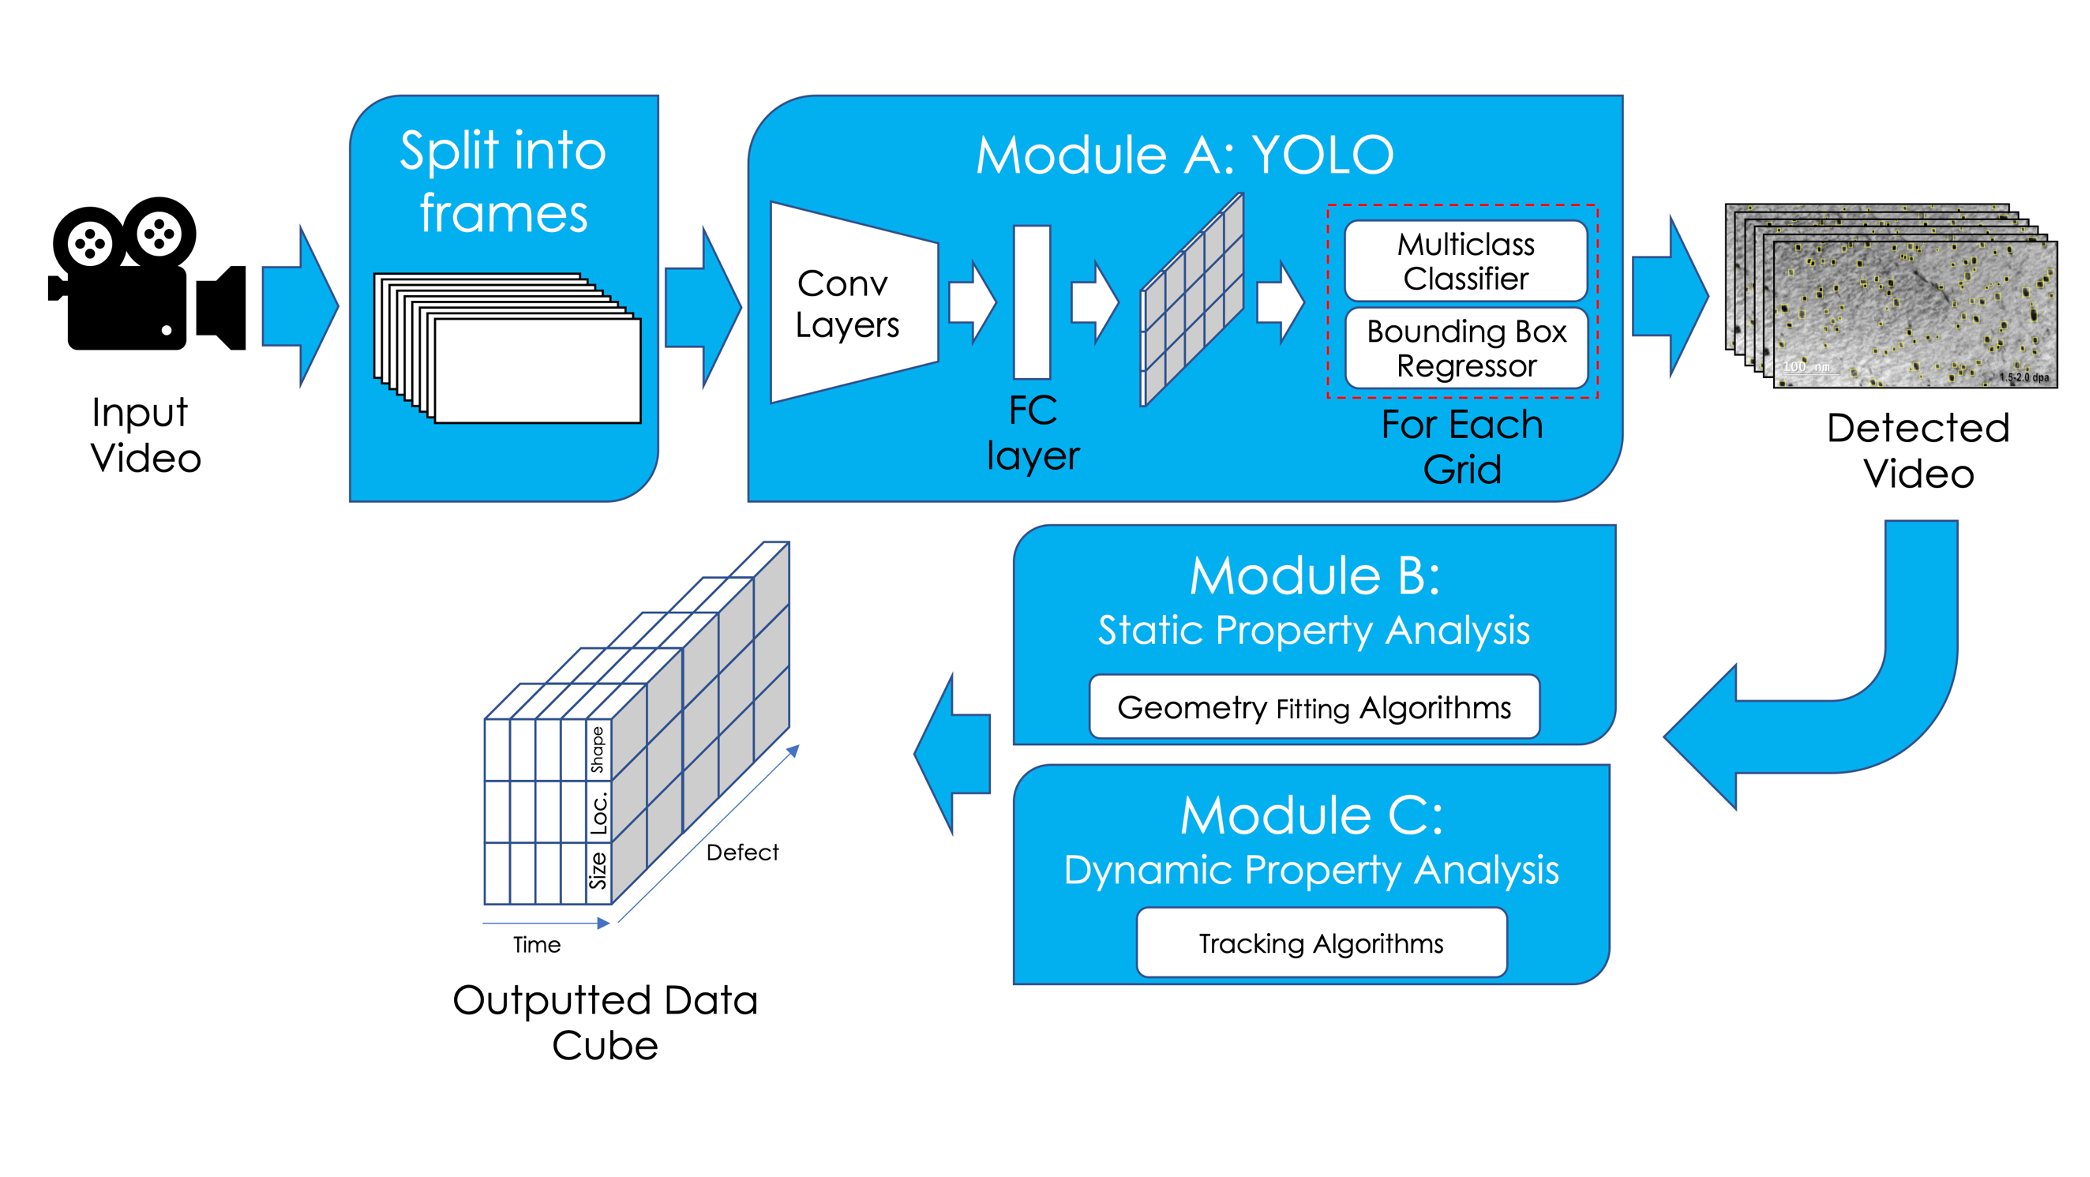 Split into
frames
Module A: YOLO
Conv
Layers
FC
layer
Multiclass
Classifier
Bounding Box
Regressor
For Each
Grid
100 nm
1.5-2.0 dpa
Input
Video
Detected
Video
Module B:
Static Property Analysis
Geometry Fitting Algorithms
Module C:
Dynamic Property Analysis
Tracking Algorithms
Shape
Loc.
Size
Defect
Time
Outputted Data
Cube